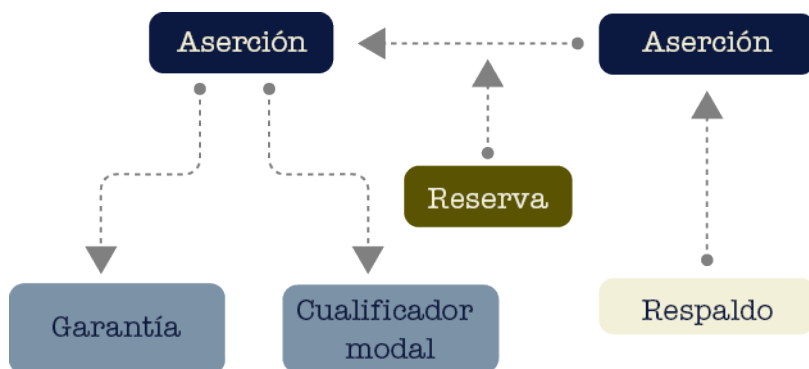 Aserción
Aserción
Reserva
Garantía
Cualificador
modal
Respaldo